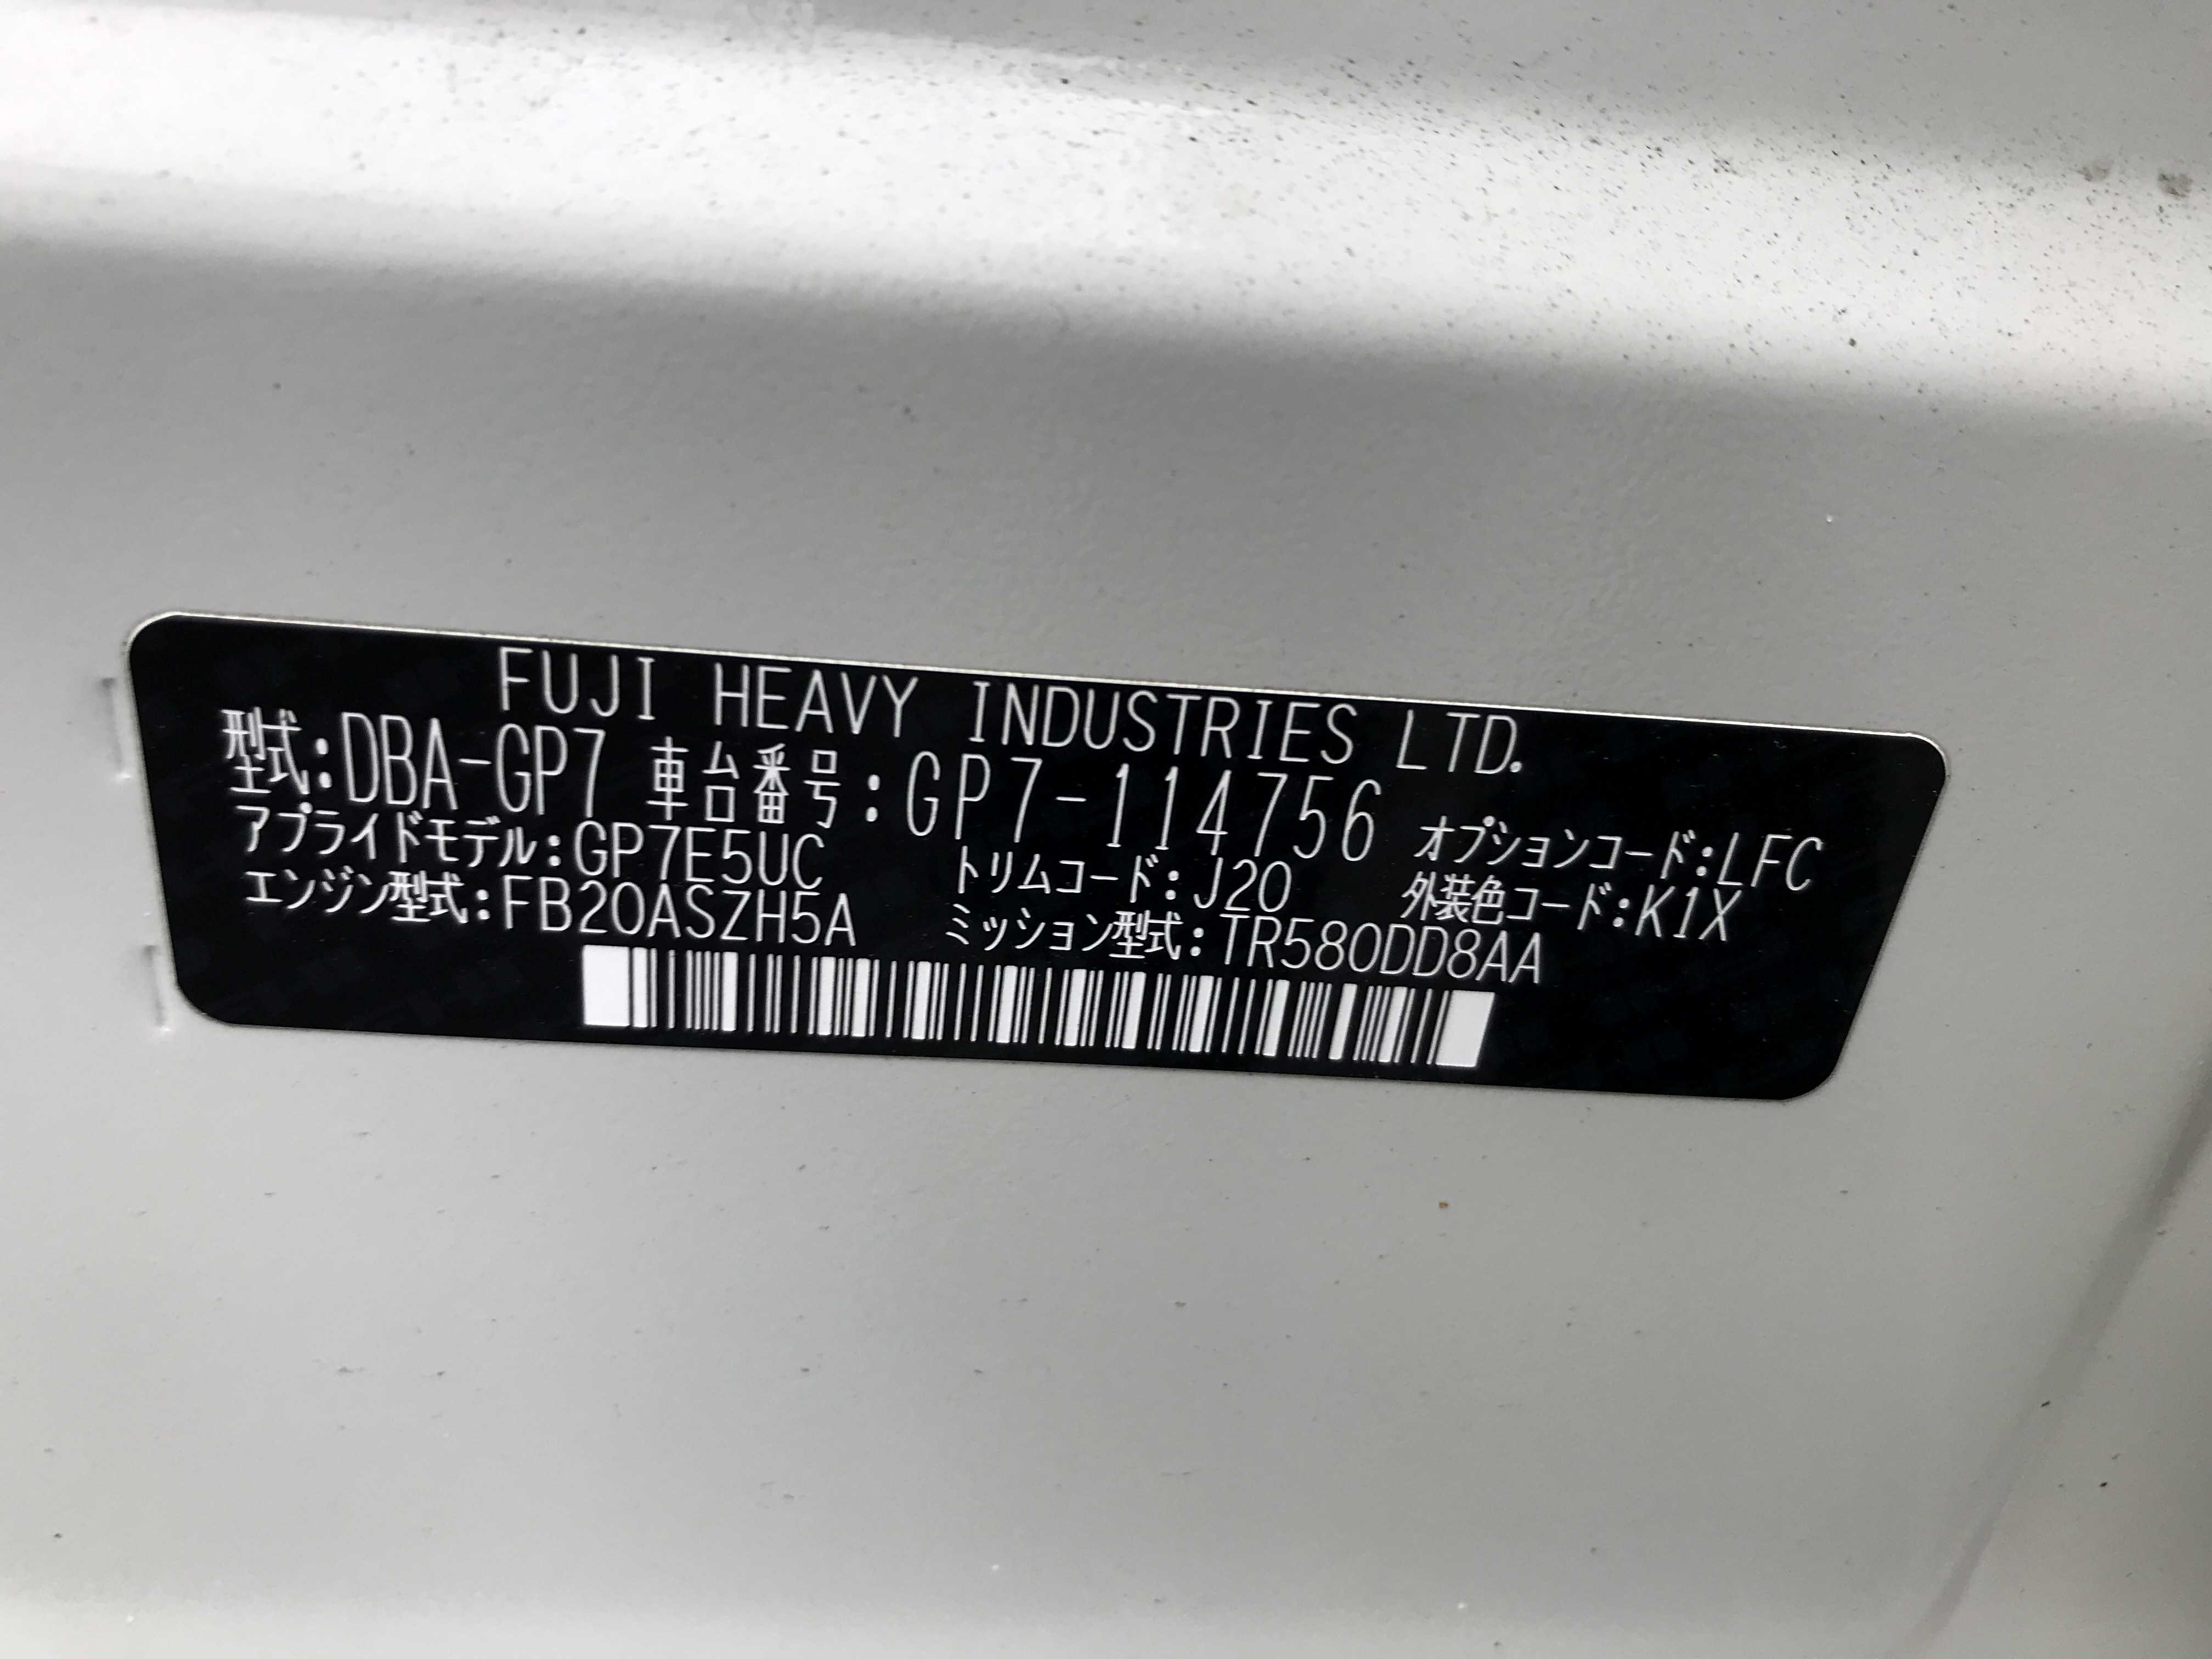 FUJI HEAVY INDUSTRIES LTD.
型式:DBA-GP7 車台番号:GP7-114756 オプションコード:LFC
アプライドモデル:GP7E5UC トリムコード:J20 外装色コード:K1X
エンジン型式:FB20ASZH5A ミッション型式:TR580DD8AA